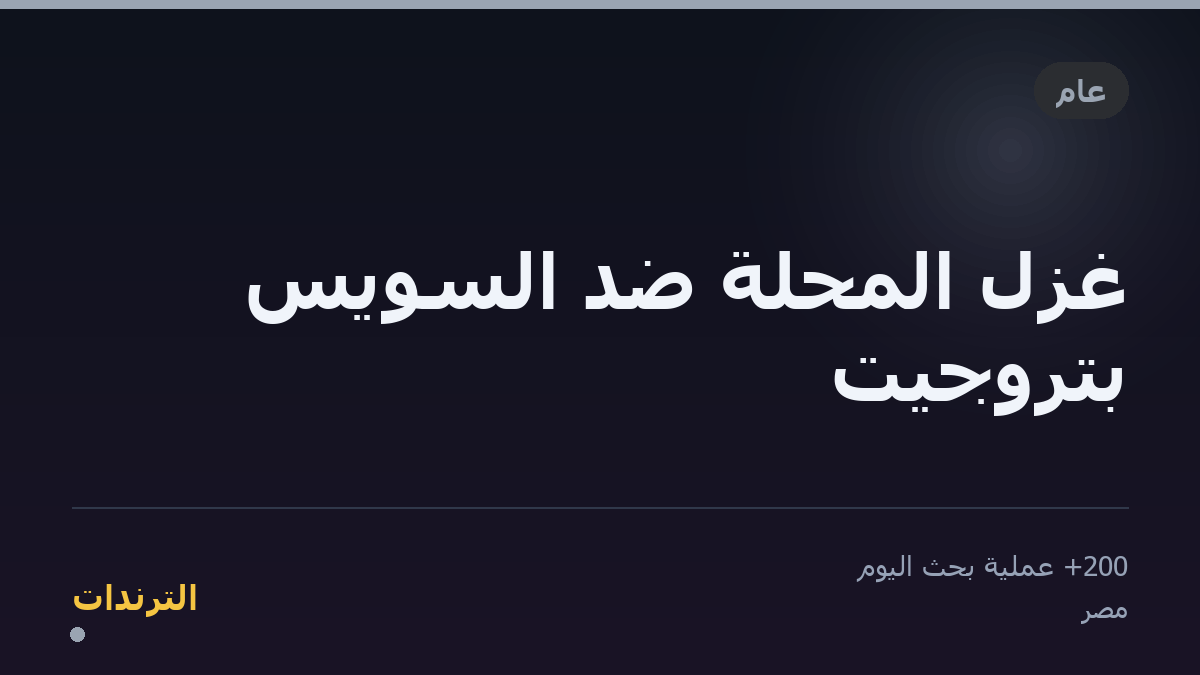 عام
غزل المحلة ضد السويس
بتروجيت
200+ عملية بحث اليوم
مصر
الترندات